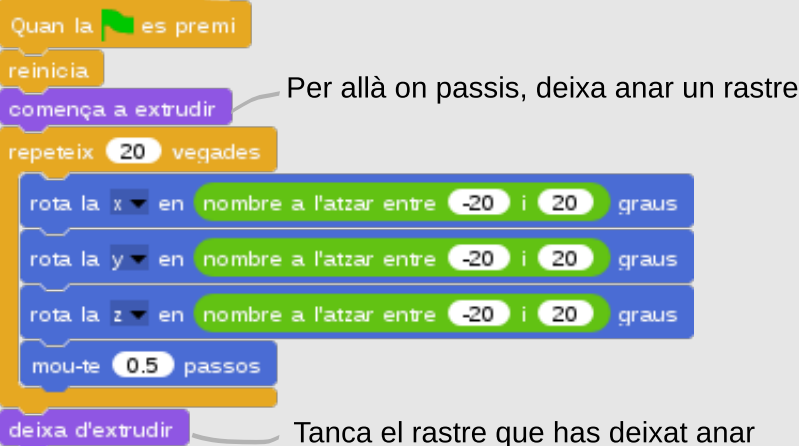 Quan la es premi
reinicia
comença a extrudir
Per allà on passis, deixa anar un rastre
repeteix 20 vegades
rota la x en nombre a l'atzar entre -20 i 20 graus
rota la y en nombre a l'atzar entre -20 i 20 graus
rota la z en nombre a l'atzar entre -20 i 20 graus
mou-te 0.5 passos
deixa d'extrudir
Tanca el rastre que has deixat anar